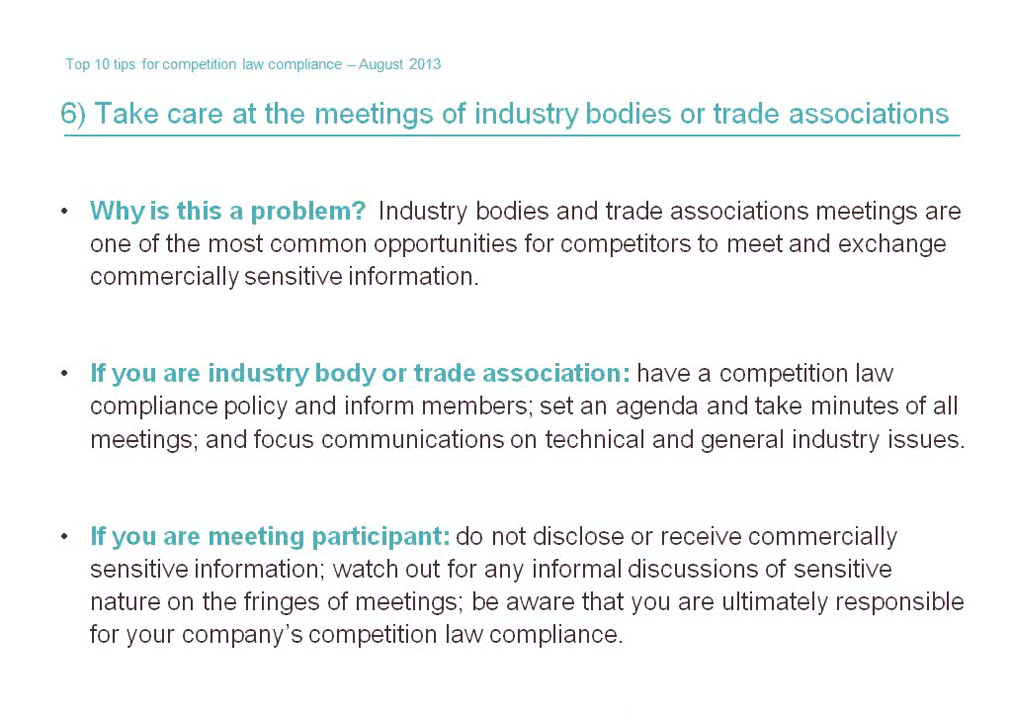 Top 10 tips for competition law compliance – August 2013
6) Take care at the meetings of industry bodies or trade associations
• Why is this a problem? Industry bodies and trade associations meetings are
one of the most common opportunities for competitors to meet and exchange
commercially sensitive information.
• If you are industry body or trade association: have a competition law
compliance policy and inform members; set an agenda and take minutes of all
meetings; and focus communications on technical and general industry issues.
• If you are meeting participant: do not disclose or receive commercially
sensitive information; watch out for any informal discussions of sensitive
nature on the fringes of meetings; be aware that you are ultimately responsible
for your company’s competition law compliance.